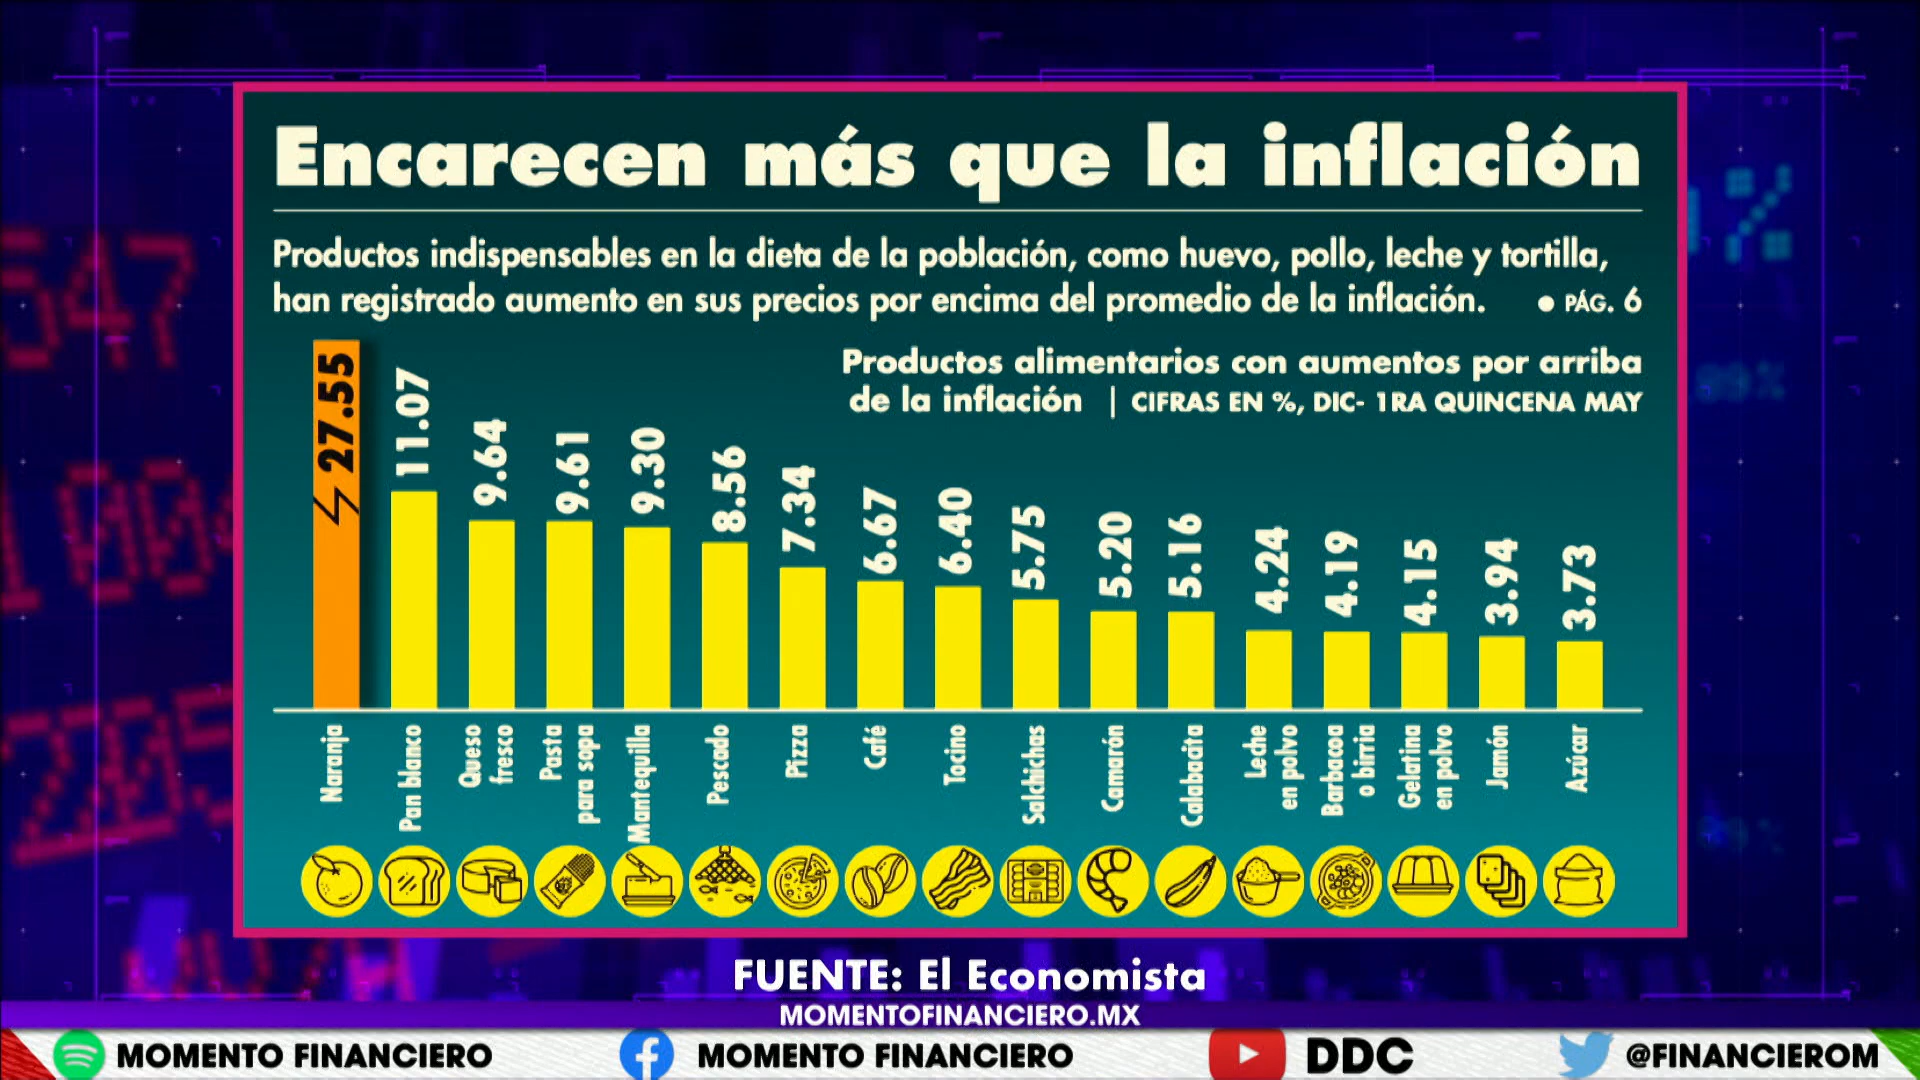 Encarecen más que la inflación
Productos indispensables en la dieta de la población, como huevo, pollo, leche y tortilla,
han registrado aumento en sus precios por encima del promedio de la inflación. • PÁG. 6
Productos alimentarios con aumentos por arriba
de la inflación | CIFRAS EN %, DIC- 1RA QUINCENA MAY
27.55
11.07
9.64
9.61
9.30
8.56
7.34
6.67
6.40
5.75
5.20
5.16
4.24
4.19
4.15
3.94
3.73
Naranja
Pan blanco
Queso
fresco
Pasta
para sopa
Mantequilla
Pescado
Pizza
Café
Tocino
Salchichas
Camarón
Calabacíta
Leche
en polvo
Barbacoa
o birria
Gelatina
en polvo
Jamón
Azúcar
FUENTE: El Economista
MOMENTOFINANCIERO.MX
MOMENTO FINANCIERO
MOMENTO FINANCIERO
DDC
@FINANCIEROM
547
1%